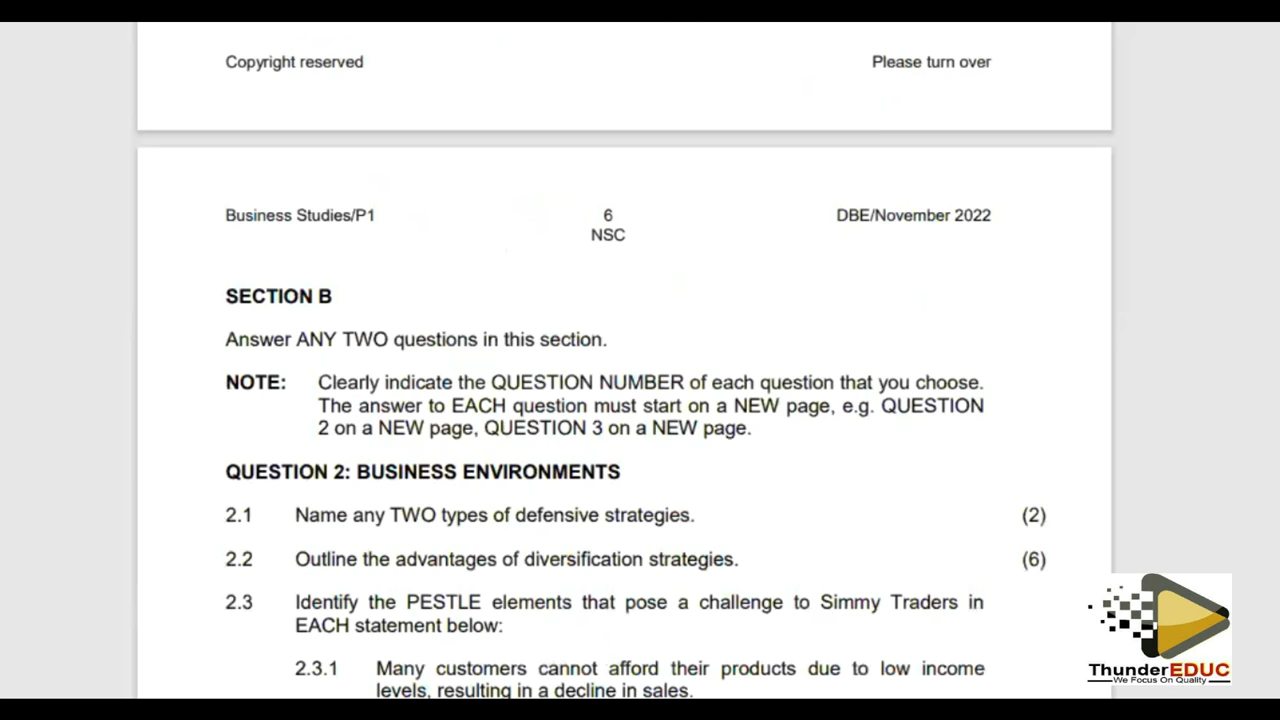 Copyright reserved Please turn over
Business Studies/P1 6 DBE/November 2022
NSC
SECTION B
Answer ANY TWO questions in this section.
NOTE: Clearly indicate the QUESTION NUMBER of each question that you choose.
The answer to EACH question must start on a NEW page, e.g. QUESTION
2 on a NEW page, QUESTION 3 on a NEW page.
QUESTION 2: BUSINESS ENVIRONMENTS
2.1 Name any TWO types of defensive strategies. (2)
2.2 Outline the advantages of diversification strategies. (6)
2.3 Identify the PESTLE elements that pose a challenge to Simmy Traders in
EACH statement below:
2.3.1 Many customers cannot afford their products due to low income
levels, resulting in a decline in sales.
ThunderEDUC
We Focus On Quality